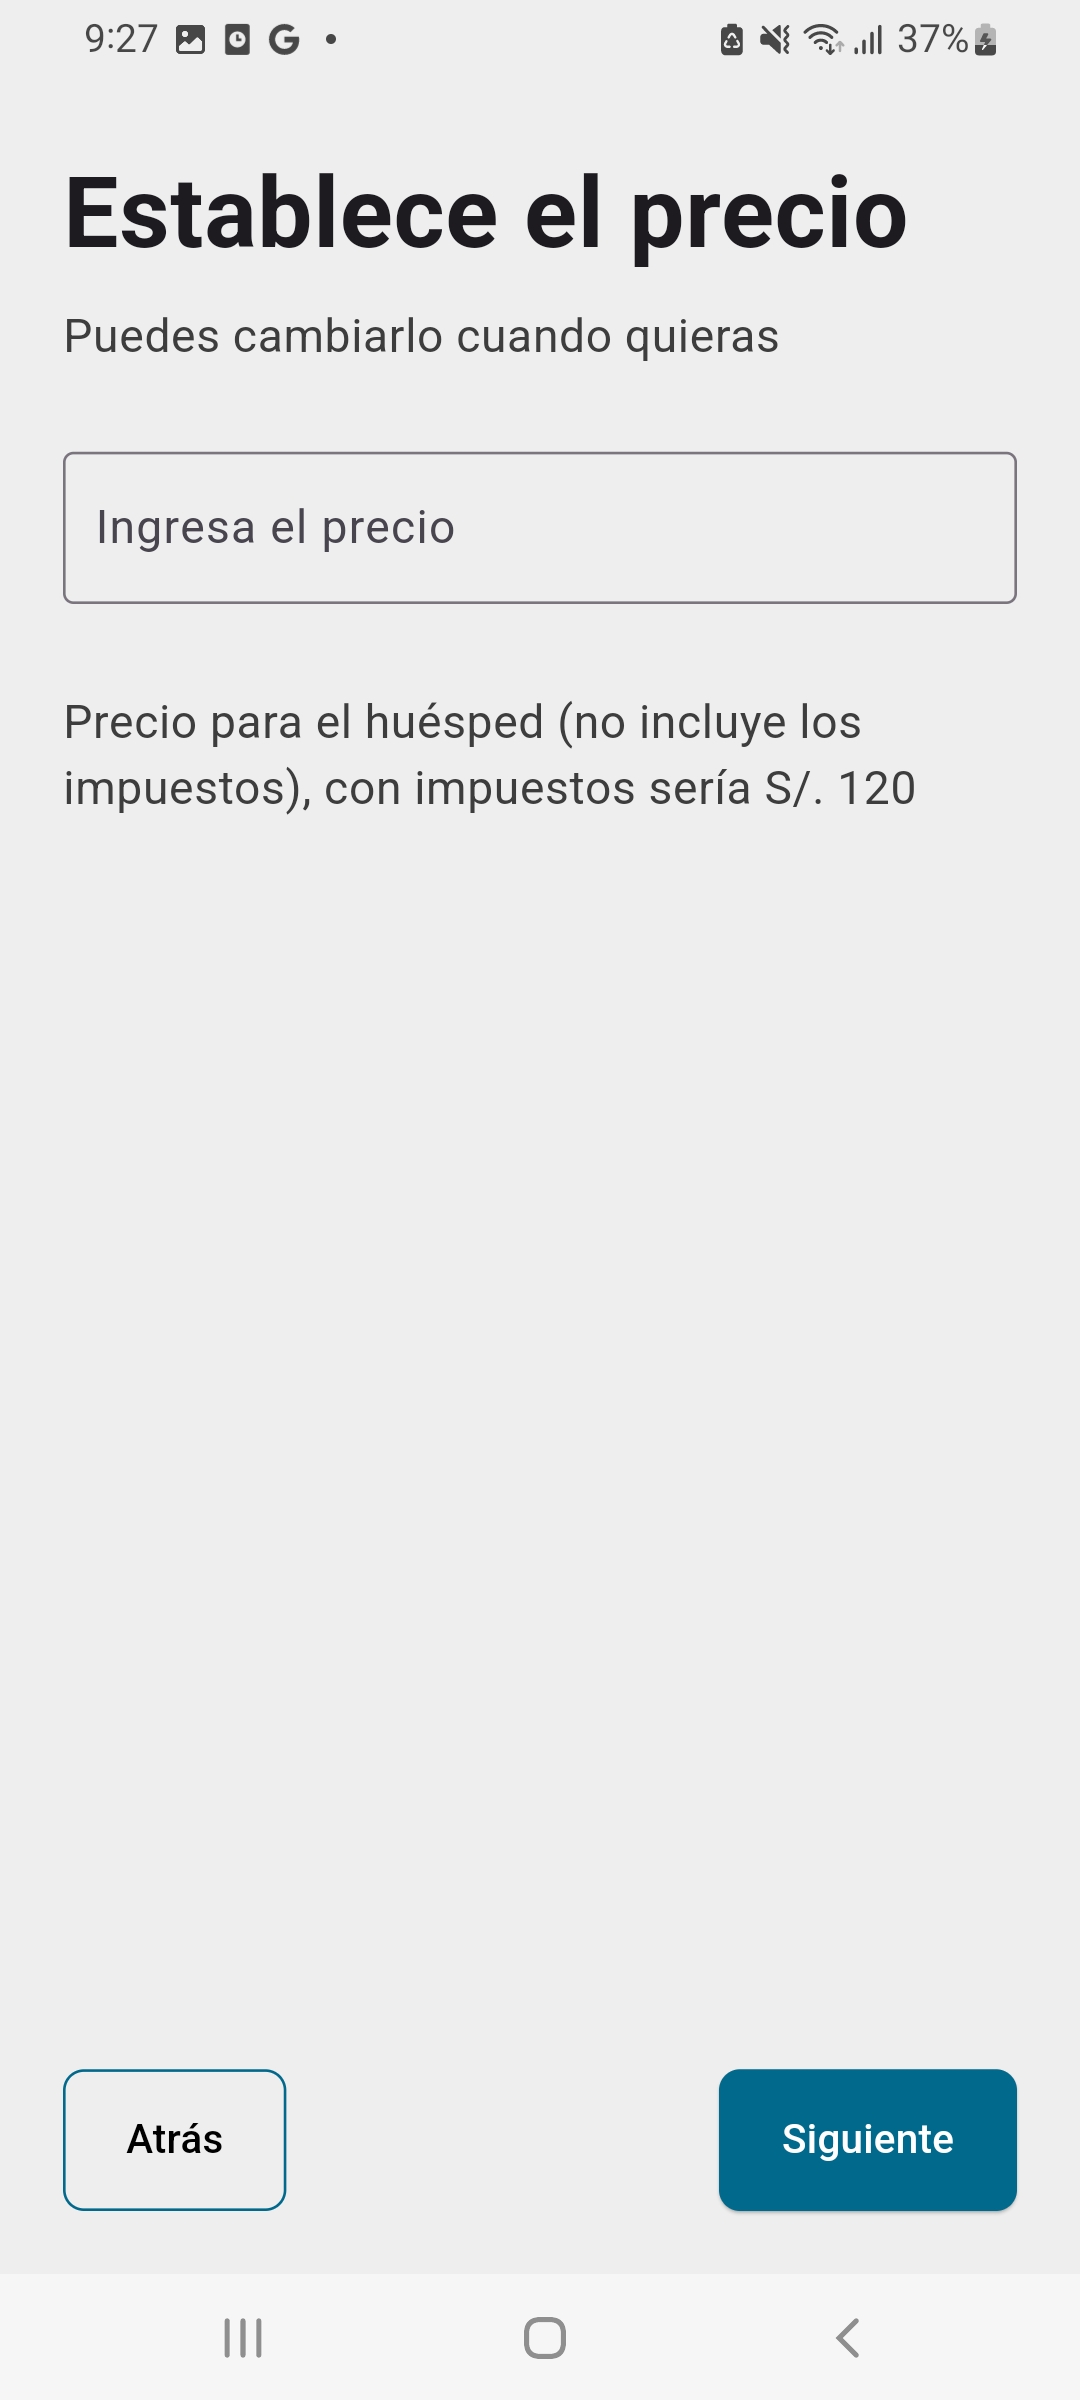 9:27
37%
Establece el precio
Puedes cambiarlo cuando quieras
Ingresa el precio
Precio para el huésped (no incluye los
impuestos), con impuestos sería S/. 120
Atrás
Siguiente